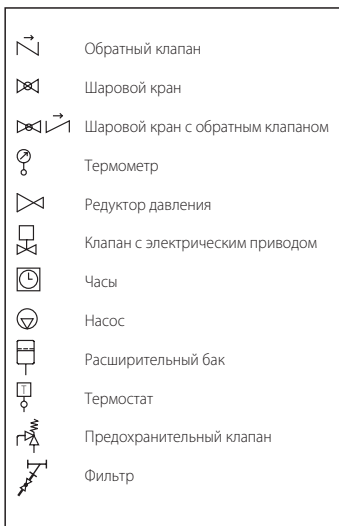 Обратный клапан
Шаровой кран
Шаровой кран с обратным клапаном
Термометр
Редуктор давления
Клапан с электрическим приводом
Часы
Насос
Расширительный бак
T Термостат
Предохранительный клапан
Фильтр